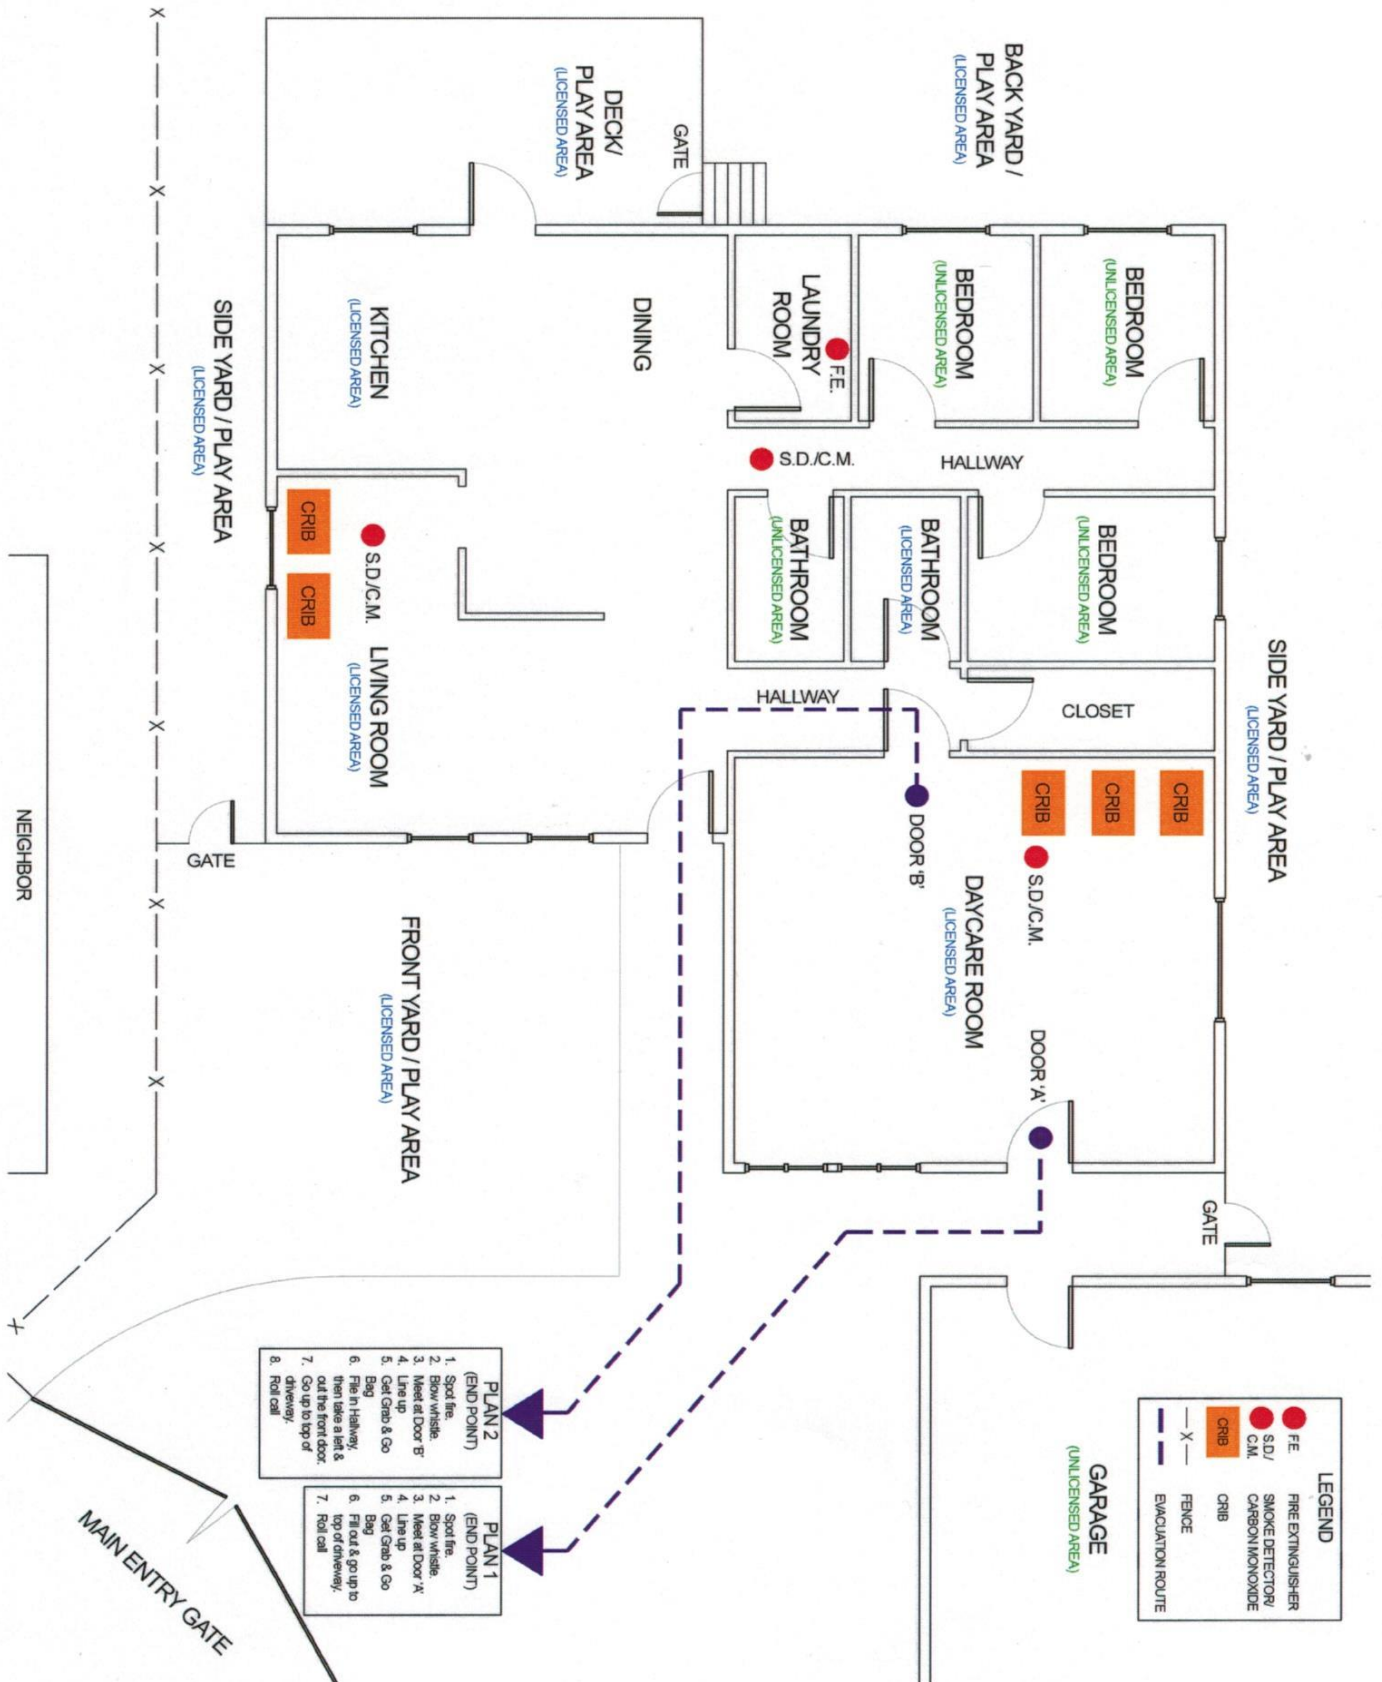 BACK YARD /
PLAY AREA
(LICENSED AREA)
DECK/
PLAY AREA
(LICENSED AREA)
GATE
BEDROOM
(UNLICENSED AREA)
BEDROOM
(UNLICENSED AREA)
LAUNDRY
ROOM
F.E.
DINING
KITCHEN
(LICENSED AREA)
SIDE YARD / PLAY AREA
(LICENSED AREA)
S.D./C.M.
HALLWAY
BEDROOM
(UNLICENSED AREA)
BATHROOM
(LICENSED AREA)
BATHROOM
(UNLICENSED AREA)
CRIB
CRIB
S.D./C.M.
LIVING ROOM
(LICENSED AREA)
HALLWAY
CLOSET
SIDE YARD / PLAY AREA
(LICENSED AREA)
CRIB
CRIB
CRIB
S.D./C.M.
DOOR 'B'
DAYCARE ROOM
(LICENSED AREA)
DOOR 'A'
GATE
NEIGHBOR
FRONT YARD / PLAY AREA
(LICENSED AREA)
GATE
GARAGE
(UNLICENSED AREA)
LEGEND
F.E. FIRE EXTINGUISHER
S.D./ SMOKE DETECTOR/
C.M. CARBON MONOXIDE
CRIB CRIB
X FENCE
EVACUATION ROUTE
PLAN 1
(END POINT)
1. Spot fire.
2. Blow whistle.
3. Meet at Door 'A'
4. Line up
5. Get Grab & Go
Bag
6. Fill out & go up to
top of driveway.
7. Roll call
PLAN 2
(END POINT)
1. Spot fire.
2. Blow whistle.
3. Meet at Door 'B'
4. Line up
5. Get Grab & Go
Bag
6. File in Hallway,
then take a left &
out the front door.
7. Go up to top of
driveway.
8. Roll call
MAIN ENTRY GATE